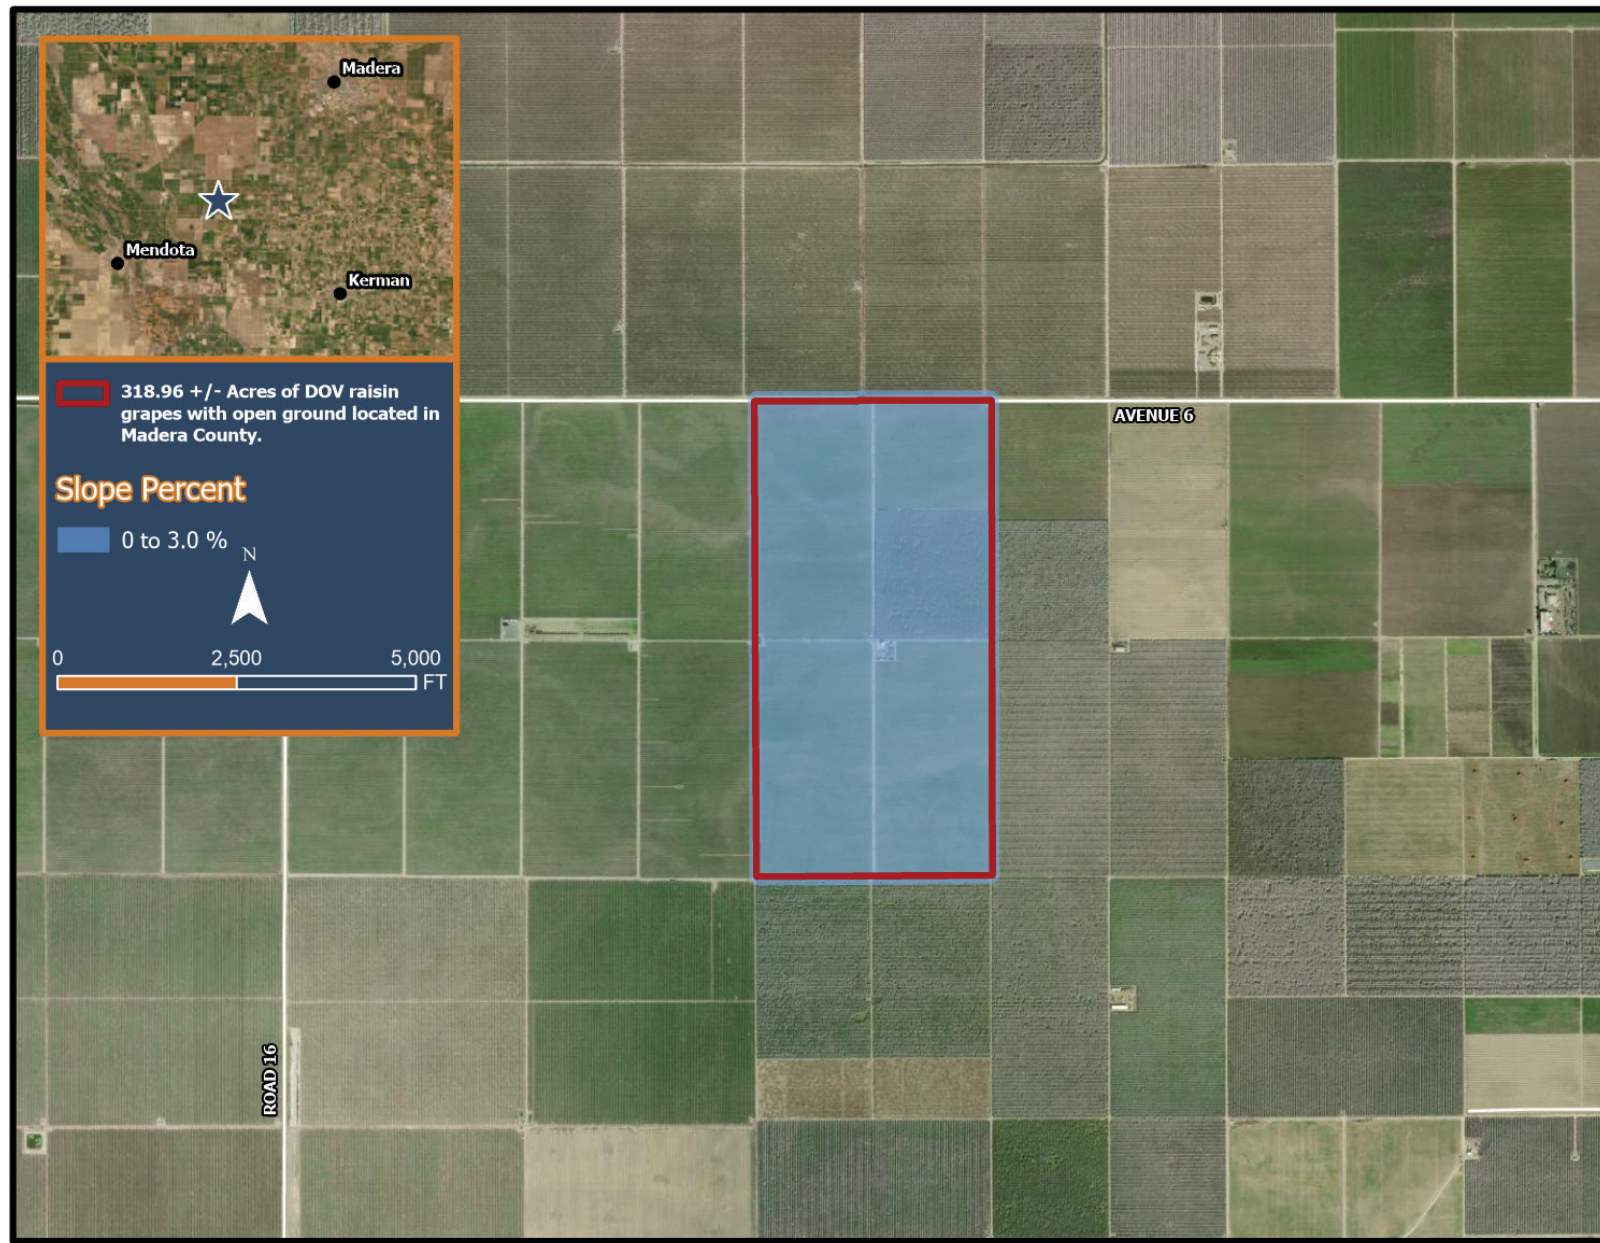 Madera
Mendota
Kerman
318.96 +/- Acres of DOV raisin
grapes with open ground located in
Madera County.
Slope Percent
0 to 3.0 %
N
0 2,500 5,000
FT
AVENUE 6
ROAD 16